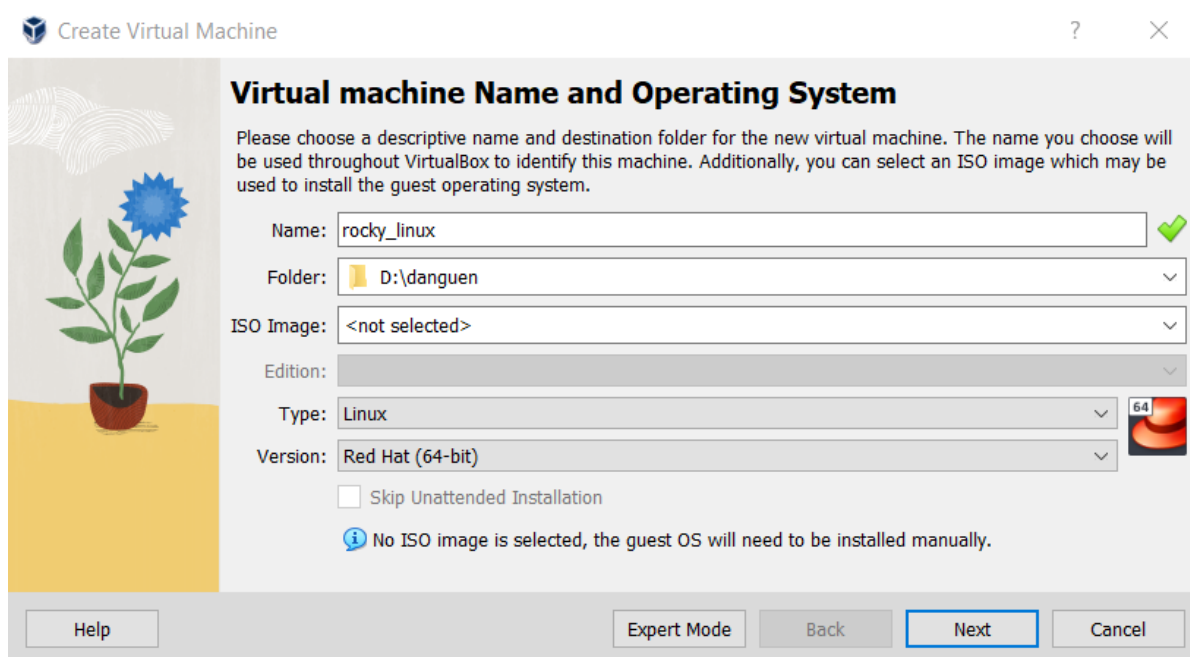 Create Virtual Machine
?
Virtual machine Name and Operating System
Please choose a descriptive name and destination folder for the new virtual machine. The name you choose will
be used throughout VirtualBox to identify this machine. Additionally, you can select an ISO image which may be
used to install the guest operating system.
Name: rocky_linux
Folder: D:\danguen
ISO Image: <not selected>
Edition:
Type: Linux
64
Version: Red Hat (64-bit)
Skip Unattended Installation
No ISO image is selected, the guest OS will need to be installed manually.
Help Expert Mode Back Next Cancel